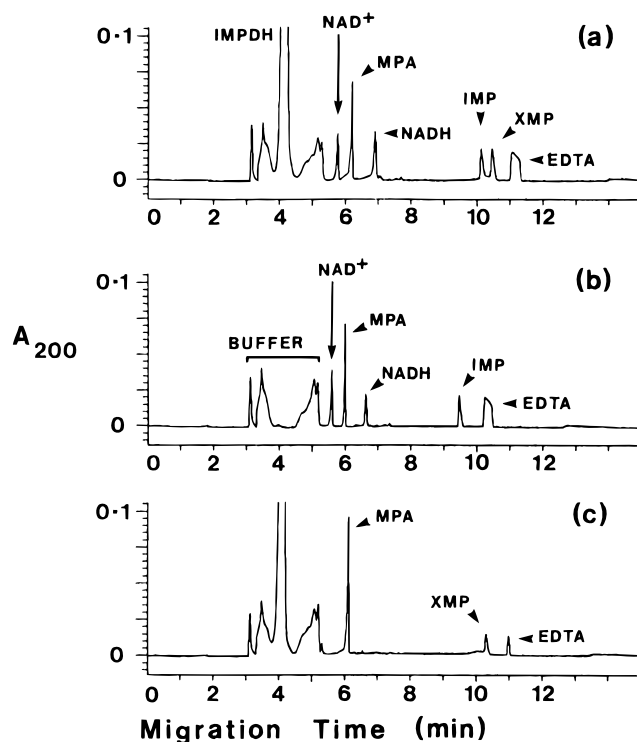 (a)
0·1
IMPDH
NAD+
MPA
NADH
IMP
XMP
EDTA
0
0 2 4 6 8 10 12
(b)
0·1
NAD+
BUFFER
MPA
NADH
IMP
EDTA
0
0 2 4 6 8 10 12
A200
(c)
0·1
MPA
XMP
EDTA
0
0 2 4 6 8 10 12
Migration Time (min)